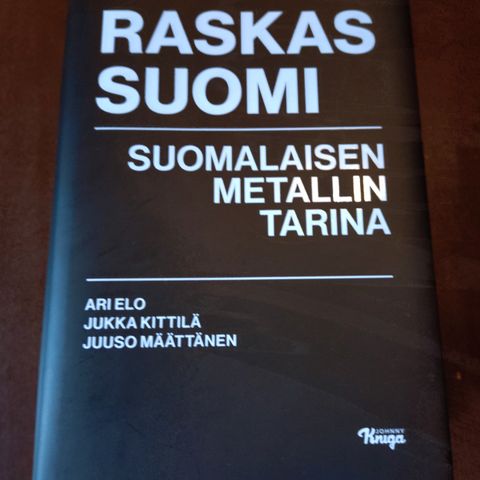 RASKAS
SUOMI
SUOMALAISEN
METALLIN
TARINA
ARI ELO
JUKKA KITTILÄ
JUUSO MÄÄTTÄNEN
JOHNNY
Kniga